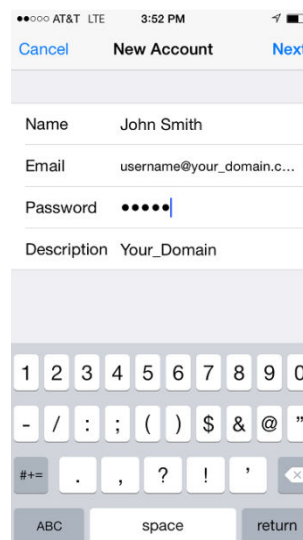 AT&T LTE 3:52 PM
Cancel New Account Next
Name John Smith
Email username@your_domain.c...
Password •••••
Description Your_Domain
1 2 3 4 5 6 7 8 9 0
- / : ; ( ) $ & @ ”
#+= . , ? ! ’
ABC space return